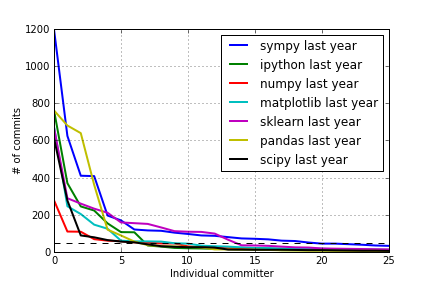 1200
1000
800
600
400
200
0
# of commits
sympy last year
ipython last year
numpy last year
matplotlib last year
sklearn last year
pandas last year
scipy last year
0 5 10 15 20 25
Individual committer